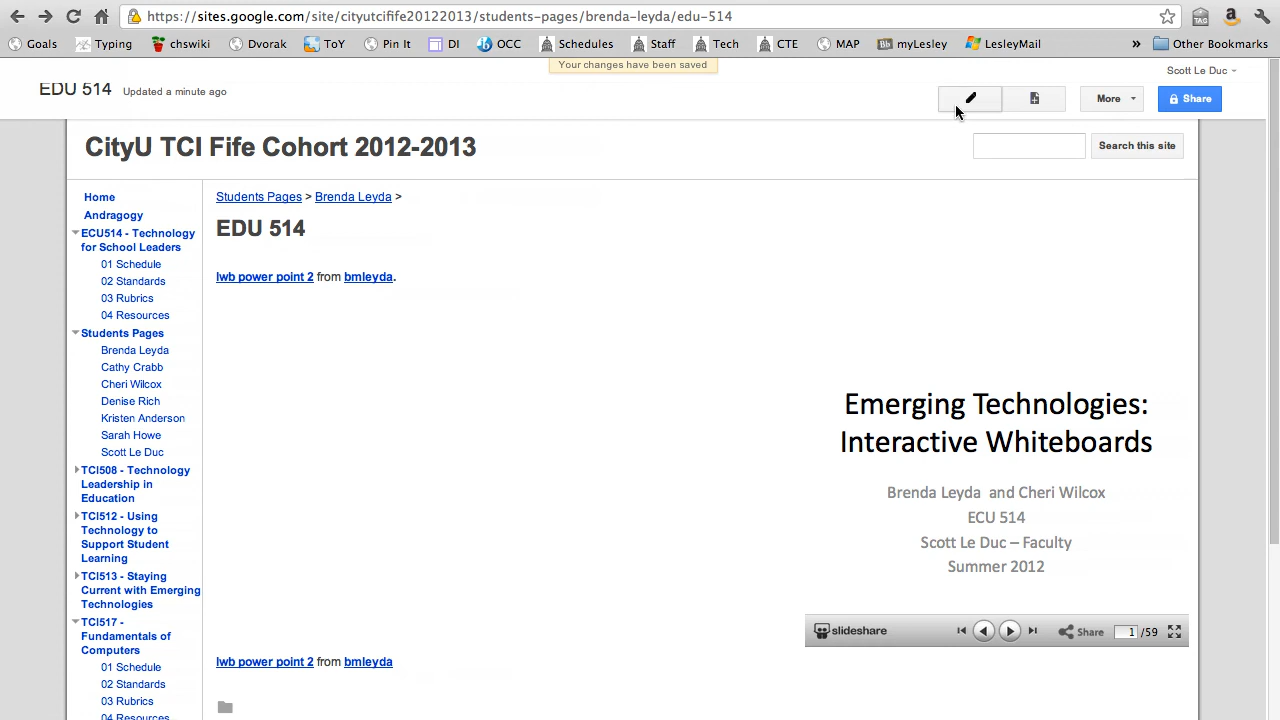 https://sites.google.com/site/cityutcifife20122013/students-pages/brenda-leyda/edu-514
TAG
Goals Typing chswiki Dvorak ToY Pin It DI OCC Schedules Staff Tech CTE MAP Bb myLesley LesleyMail » Other Bookmarks
Your changes have been saved
Scott Le Duc
EDU 514 Updated a minute ago
More Share
CityU TCI Fife Cohort 2012-2013
Search this site
Home
Andragogy
ECU514 - Technology
for School Leaders
01 Schedule
02 Standards
03 Rubrics
04 Resources
Students Pages
Brenda Leyda
Cathy Crabb
Cheri Wilcox
Denise Rich
Kristen Anderson
Sarah Howe
Scott Le Duc
TCI508 - Technology
Leadership in
Education
TCI512 - Using
Technology to
Support Student
Learning
TCI513 - Staying
Current with Emerging
Technologies
TCI517 -
Fundamentals of
Computers
01 Schedule
02 Standards
03 Rubrics
04 Resources
Students Pages > Brenda Leyda >
EDU 514
Iwb power point 2 from bmleyda.
Emerging Technologies:
Interactive Whiteboards
Brenda Leyda and Cheri Wilcox
ECU 514
Scott Le Duc – Faculty
Summer 2012
slideshare Share 1 /59
Iwb power point 2 from bmleyda